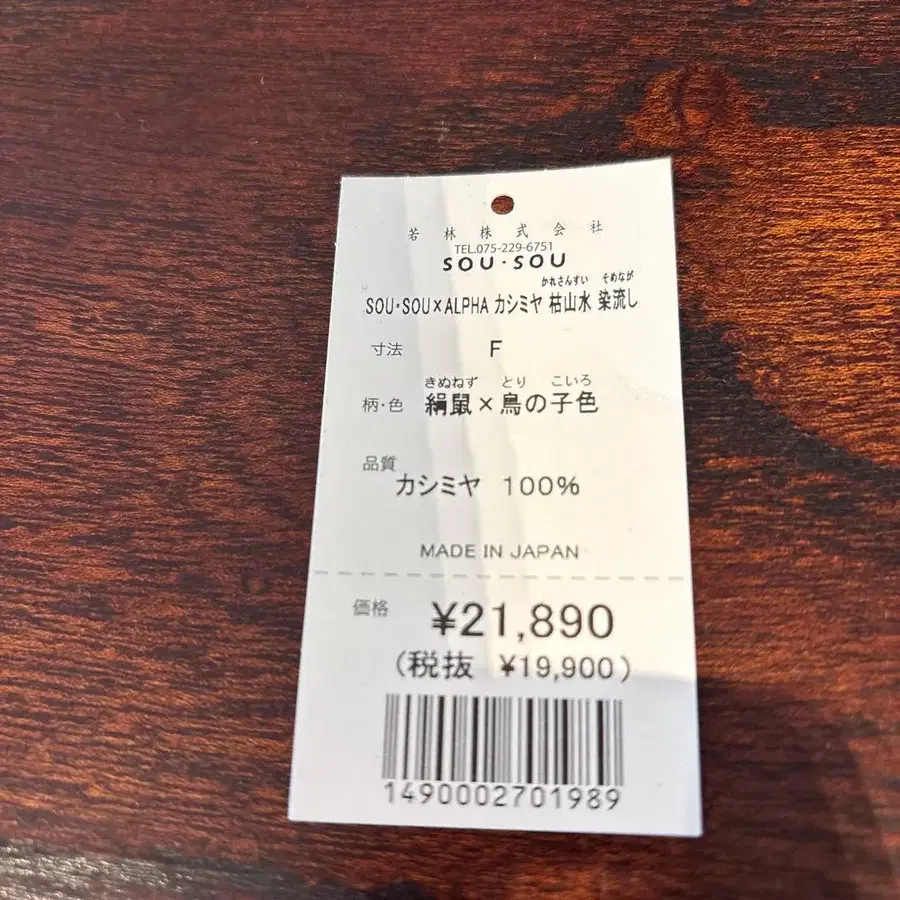 若林株式会社
TEL.075-229-6751
SOU・SOU
かれさんすい そめなが
SOU・SOU×ALPHA カシミヤ 枯山水 染流し
寸法 F
きぬねず とり こいろ
柄・色 絹鼠×鳥の子色
品質
カシミヤ 100%
MADE IN JAPAN
価格 ¥21,890
(税抜 ¥19,900)
1490002701989